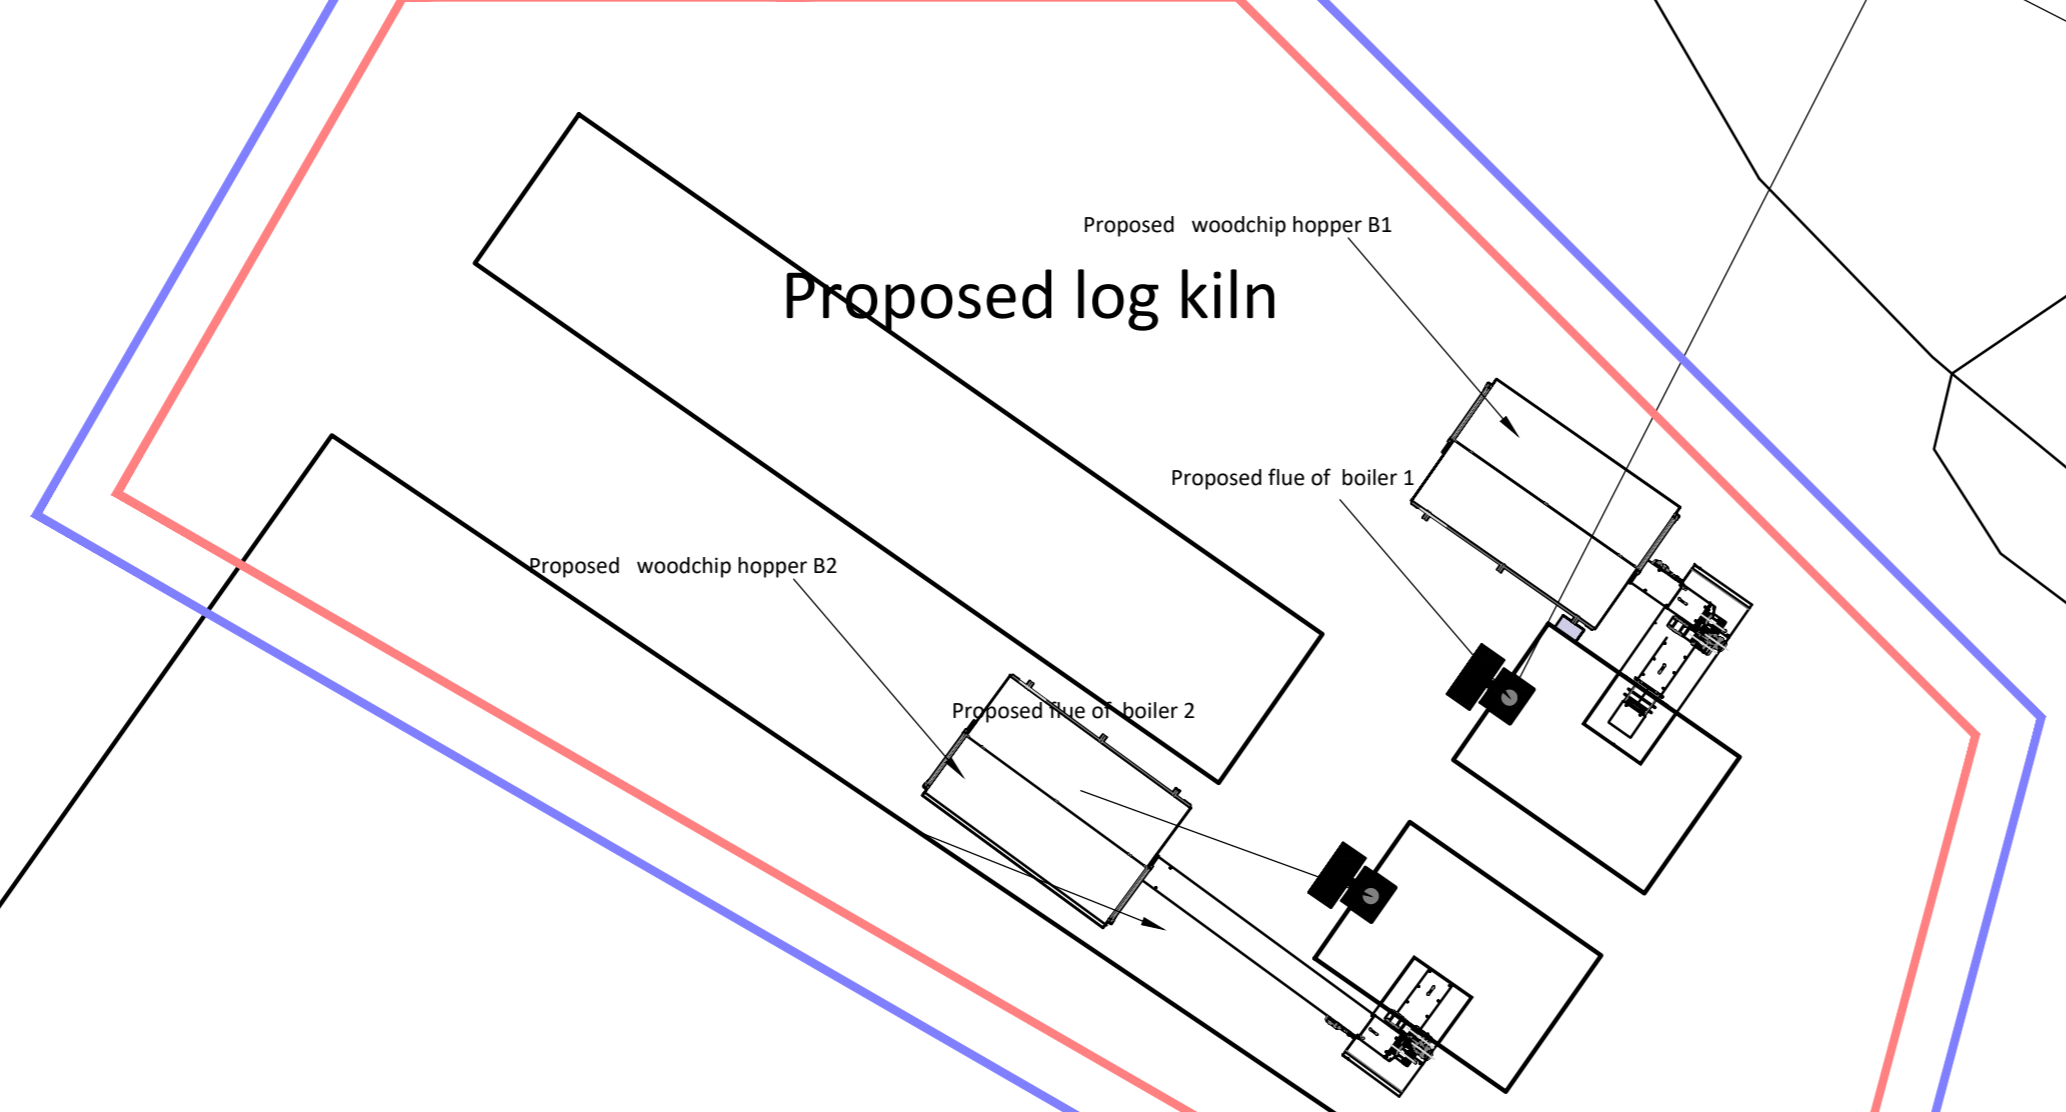 Proposed woodchip hopper B1
Proposed log kiln
Proposed flue of boiler 1
Proposed woodchip hopper B2
Proposed flue of boiler 2